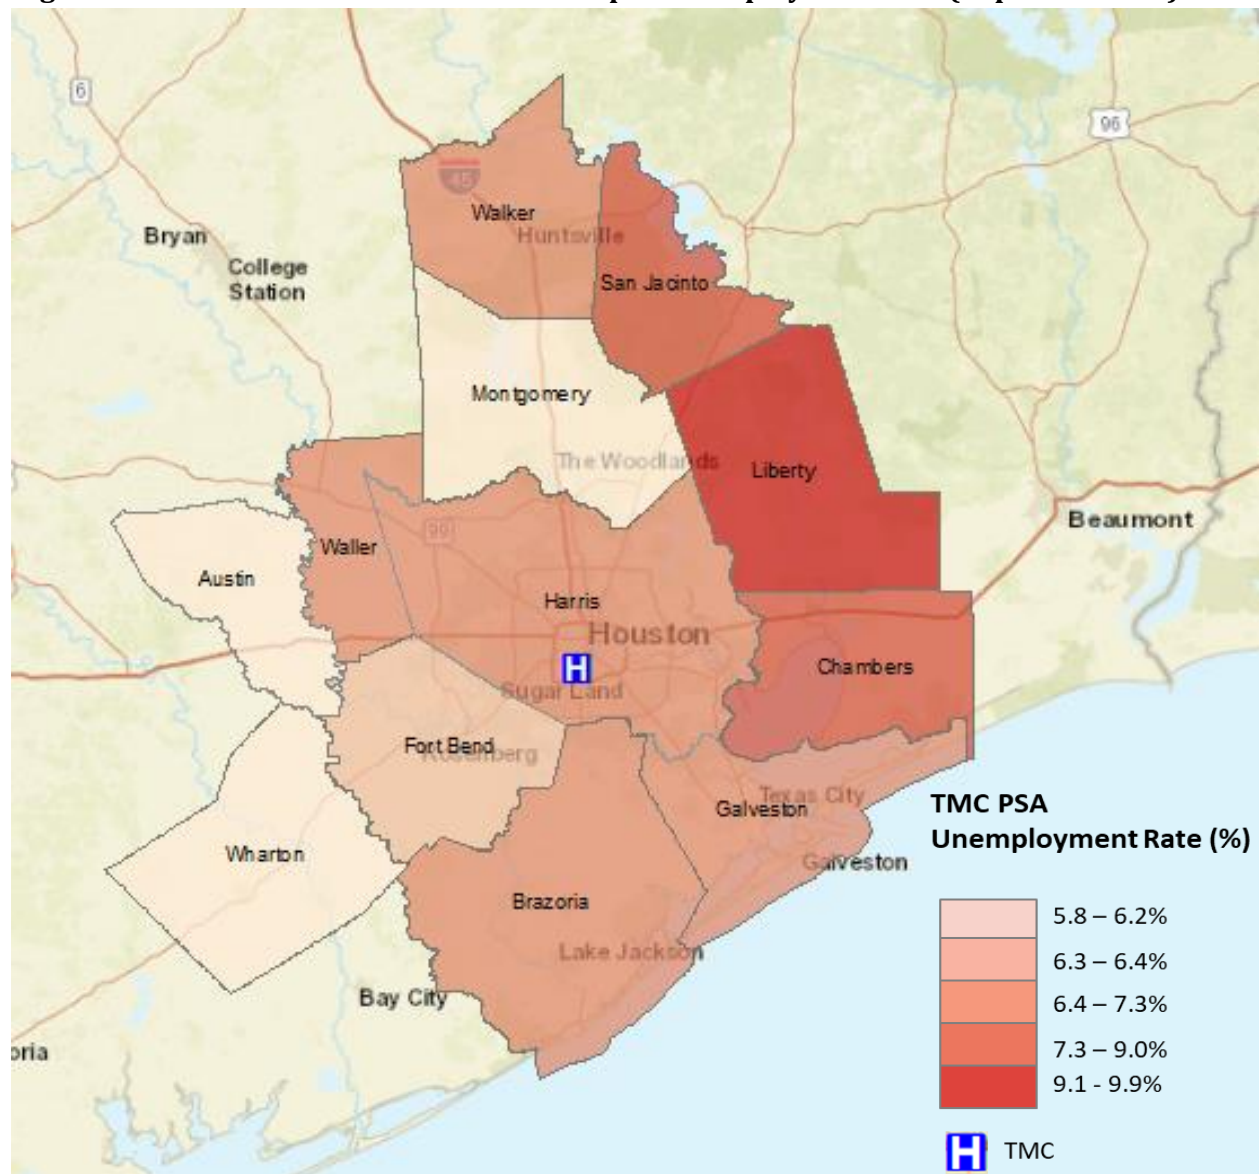 6
96
45
Walker
Huntsville
Bryan
College
Station
San Jacinto
Montgomery
The Woodlands
Liberty
Beaumont
99
Waller
Austin
Harris
Houston
H
Chambers
Sugar Land
Fort Bend
Rosenberg
Texas City
Galveston
Galveston
Wharton
Brazoria
Lake Jackson
Bay City
oria
TMC PSA
Unemployment Rate (%)
5.8 – 6.2%
6.3 – 6.4%
6.4 – 7.3%
7.3 – 9.0%
9.1 - 9.9%
H TMC